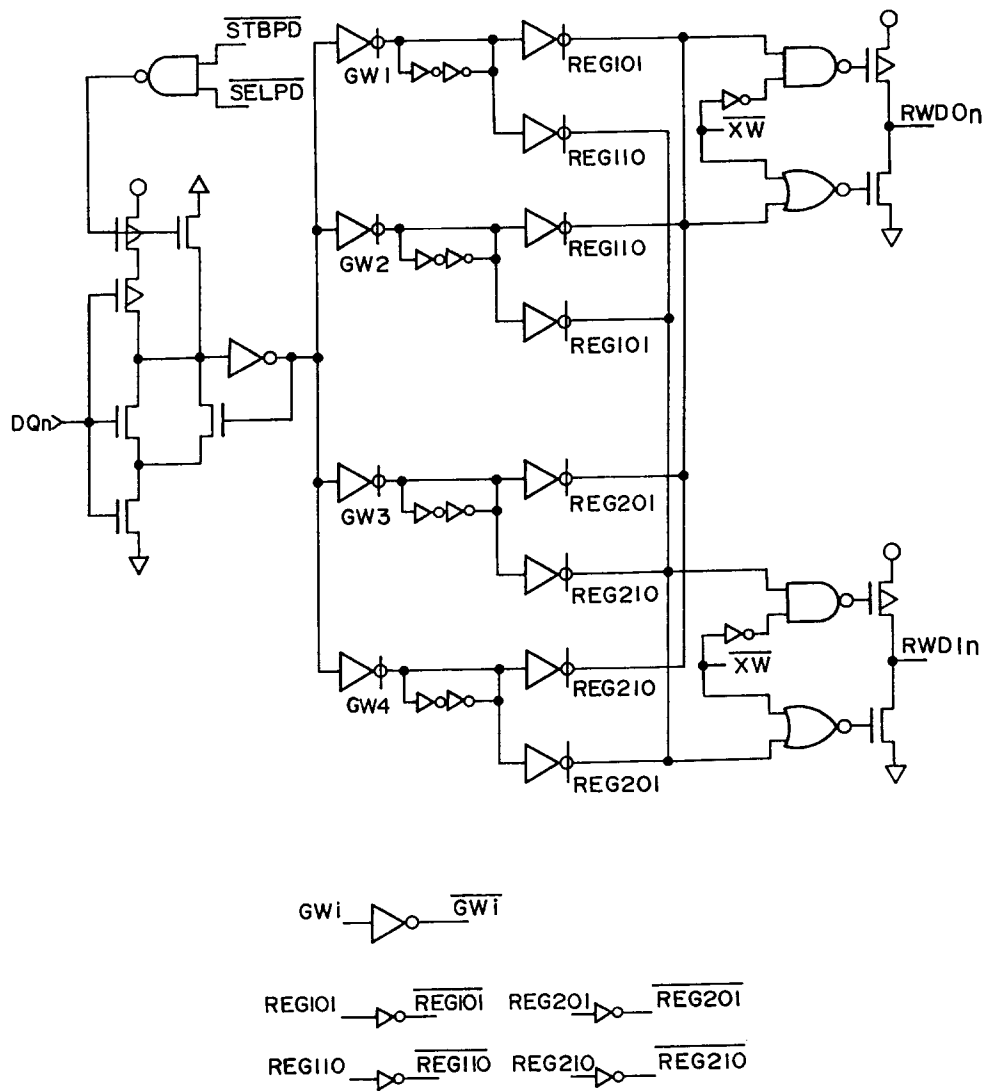 STBPD
SELPD
GW1
REG101
RWD0n
XW
REG110
GW2
REG110
REG101
DQn
GW3
REG201
REG210
RWD1n
XW
GW4
REG210
REG201
GWi
GWi
REG101
REG101
REG201
REG201
REG110
REG110
REG210
REG210